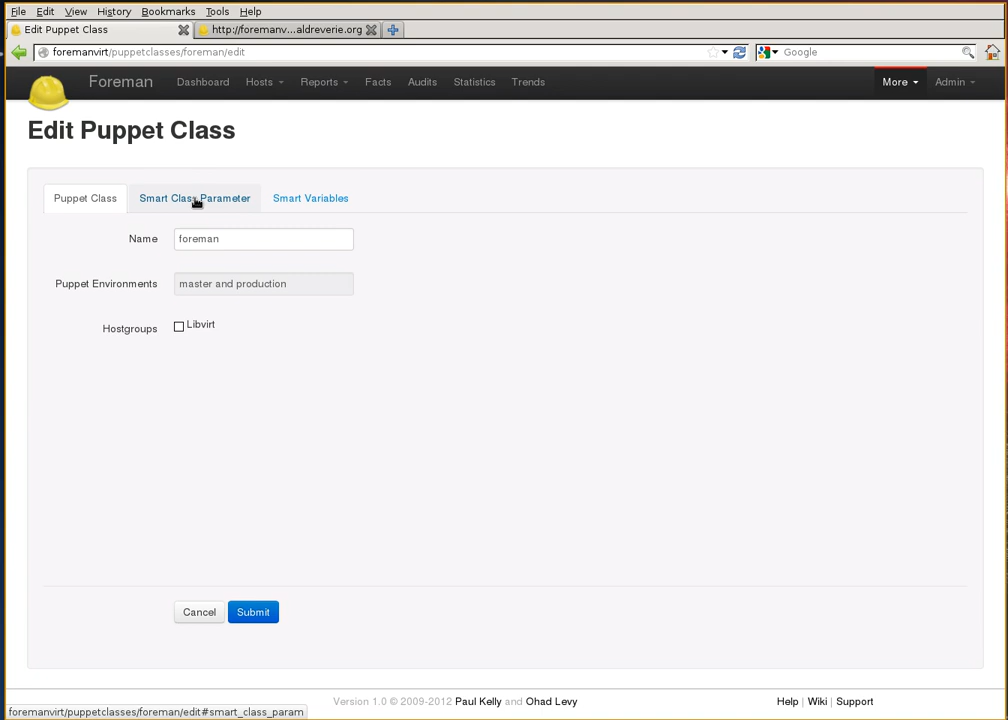 File Edit View History Bookmarks Tools Help
Edit Puppet Class http://foremanv...aldreverie.org
foremanvirt/puppetclasses/foreman/edit Google
Foreman Dashboard Hosts Reports Facts Audits Statistics Trends More Admin
Edit Puppet Class
Puppet Class Smart Class Parameter Smart Variables
Name foreman
Puppet Environments master and production
Hostgroups Libvirt
Cancel Submit
Version 1.0 © 2009-2012 Paul Kelly and Ohad Levy Help | Wiki | Support
foremanvirt/puppetclasses/foreman/edit#smart_class_param